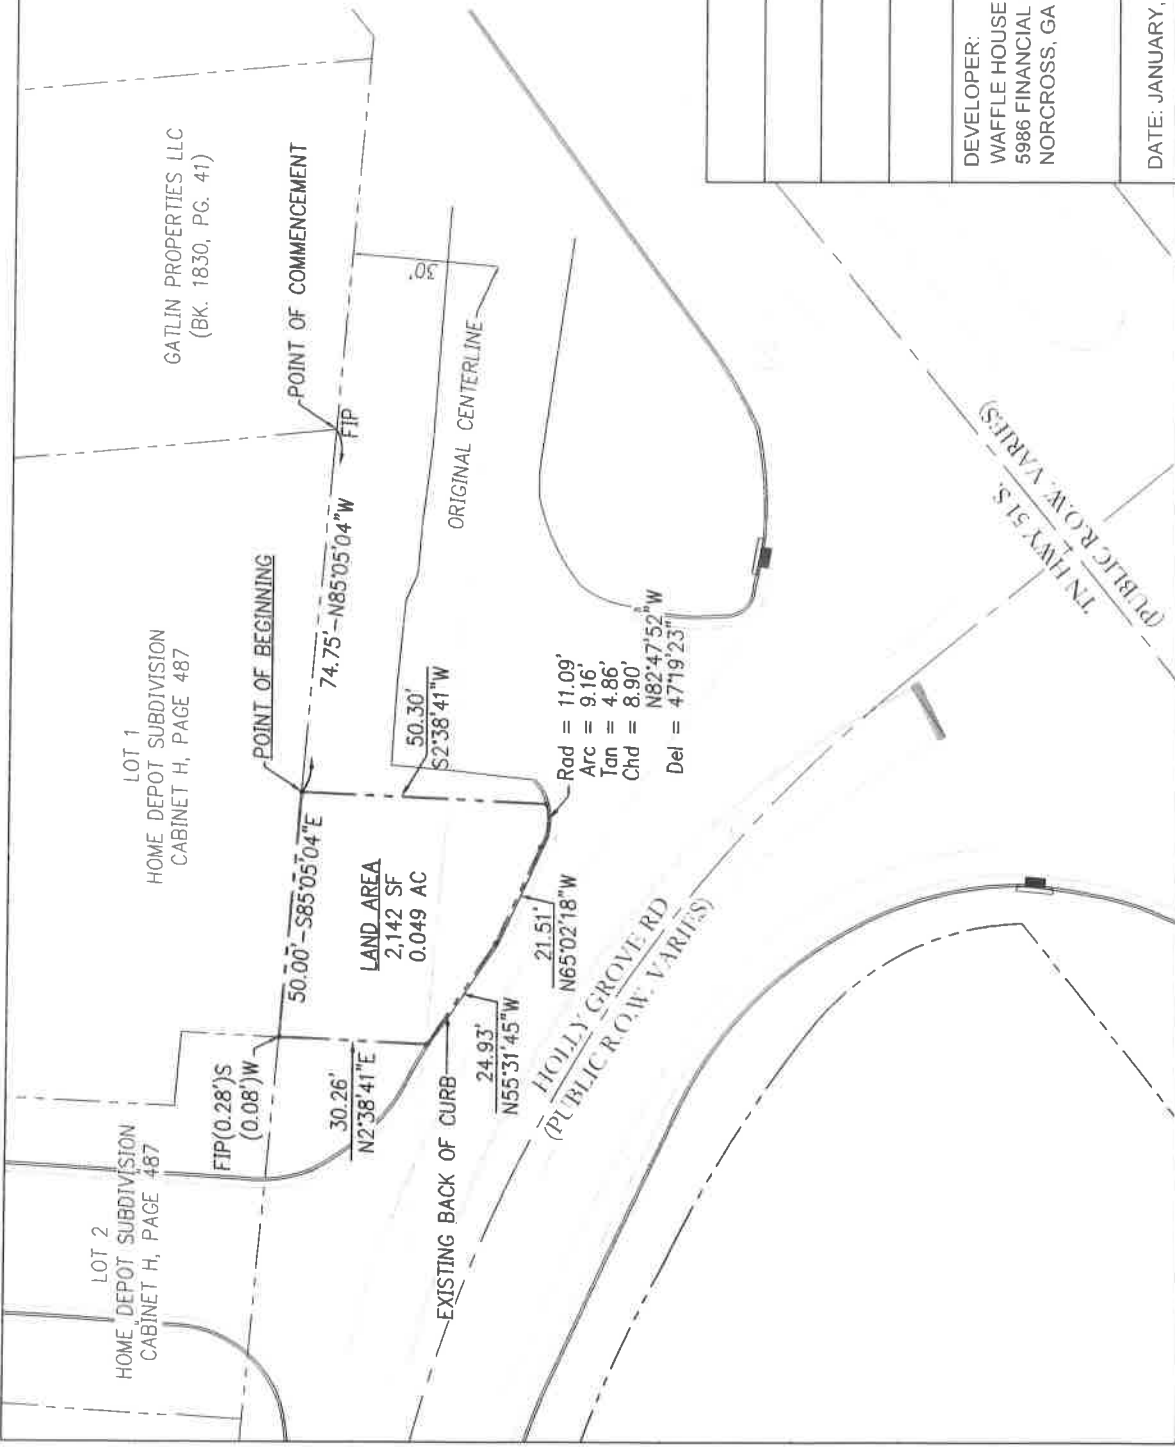 LOT 2
HOME DEPOT SUBDIVISION
CABINET H, PAGE 487
LOT 1
HOME DEPOT SUBDIVISION
CABINET H, PAGE 487
GATLIN PROPERTIES LLC
(BK. 1830, PG. 41)
POINT OF COMMENCEMENT
FIP
POINT OF BEGINNING
74.75'-N85°05'04"W
50.00'-S85°05'04"E
FIP(0.28')S
(0.08')W
30.26'
N2°38'41"E
LAND AREA
2,142 SF
0.049 AC
50.30'
S2°38'41"W
30'
ORIGINAL CENTERLINE
EXISTING BACK OF CURB
24.93'
N55°31'45"W
21.51'
N65°02'18"W
Rad = 11.09'
Arc = 9.16'
Tan = 4.86'
Chd = 8.90'
N82°47'52"W
Del = 47°19'23"
HOLLY GROVE RD
(PUBLIC R.O.W. VARIES)
TN HWY 51 S.
(PUBLIC R.O.W. VARIES)
DEVELOPER:
WAFFLE HOUSE
5986 FINANCIAL
NORCROSS, GA
DATE: JANUARY,